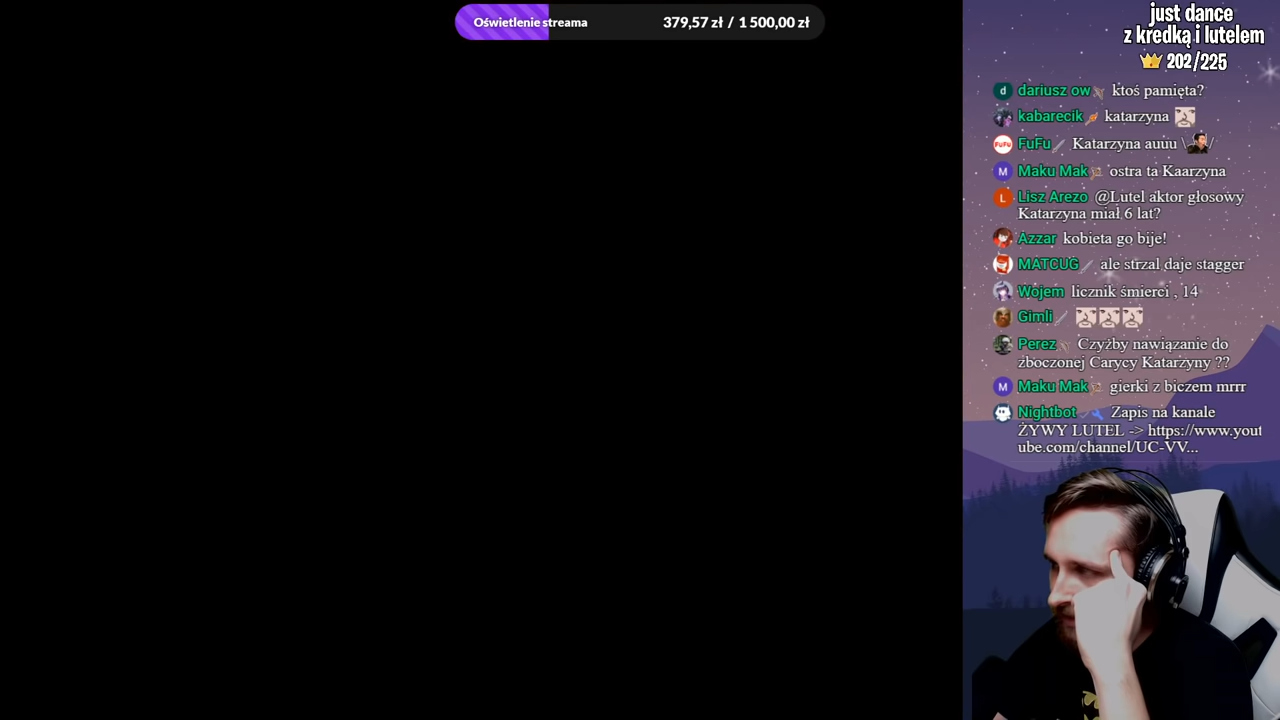 Oświetlenie streama 379,57 zł / 1 500,00 zł
just dance
z kredką i lutelem
202/225
d dariusz ow ktoś pamięta?
kabarecik katarzyna
FuFu FuFu Katarzyna auuu \ /
M Maku Mak ostra ta Kaarzyna
L Lisz Arezo @Lutel aktor głosowy
Katarzyna miał 6 lat?
Azzar kobieta go bije!
MATCUG ale strzal daje stagger
Wojem licznik śmierci , 14
Gimli
Perez Czyżby nawiązanie do
zboczonej Carycy Katarzyny ??
M Maku Mak gierki z biczem mrrr
Nightbot Zapis na kanale
ŻYWY LUTEL -> https://www.yout
ube.com/channel/UC-VV...